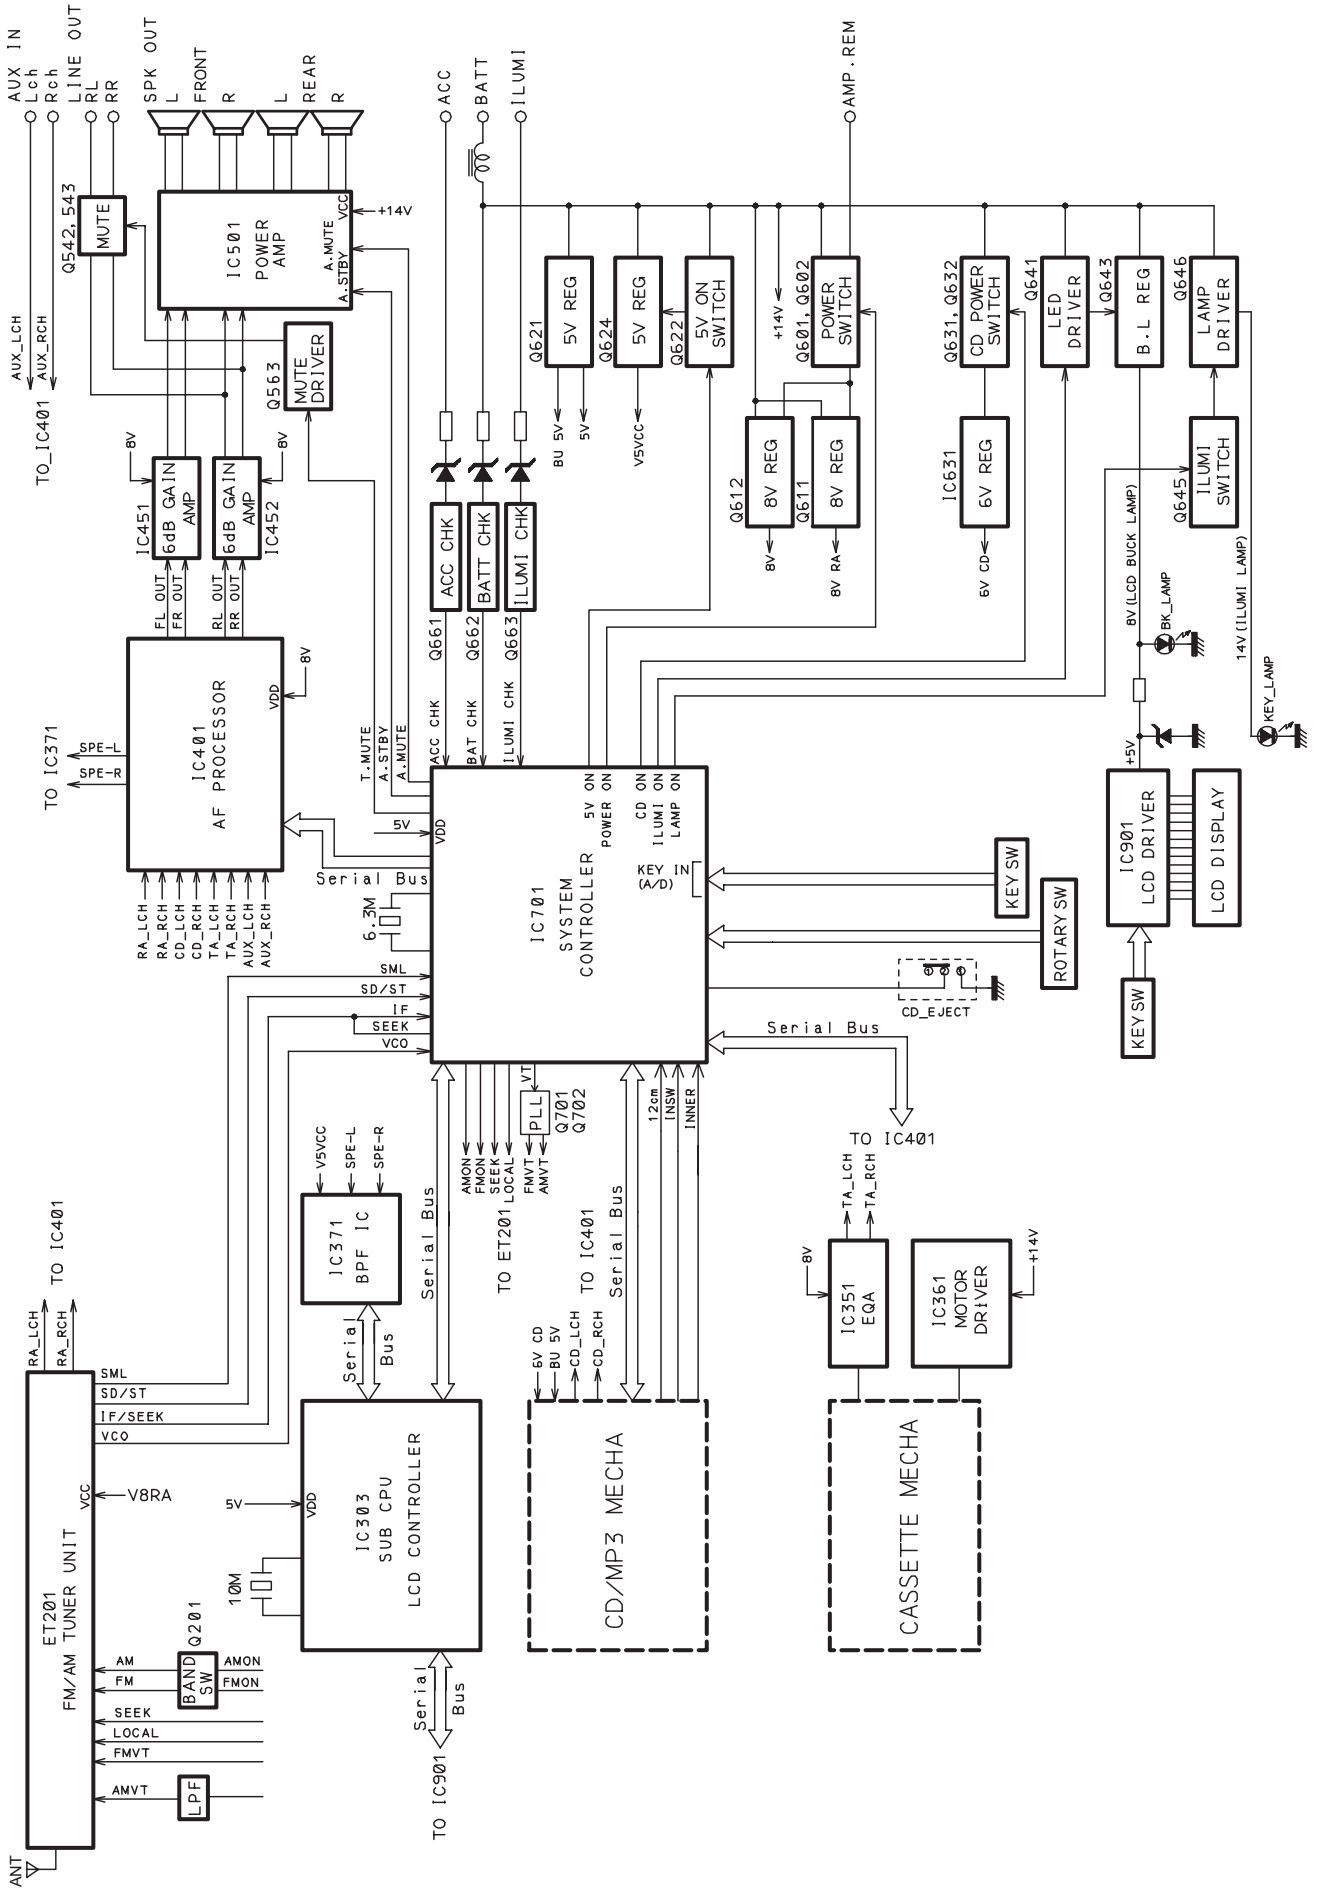 ANT
ET201
FM/AM TUNER UNIT
VCC
V8RA
RA_LCH
RA_RCH
TO IC401
AMVT
LPF
FMVT
LOCAL
SEEK
FM
AM
BAND
SW
Q201
FMON
AMON
VCO
IF/SEEK
SD/ST
SML
IC303
SUB CPU
LCD CONTROLLER
VDD
5V
10M
Serial
Bus
TO IC901
Serial
Bus
IC371
BPF IC
V5VCC
SPE-L
SPE-R
Serial Bus
AMON
FMON
SEEK
LOCAL
TO ET201
FMVT
AMVT
PLL
VT
Q701
Q702
CD/MP3 MECHA
6V CD
BU 5V
CD_LCH
CD_RCH
TO IC401
Serial Bus
12cm
INSW
INNER
CASSETTE MECHA
IC351
EQA
8V
TA_LCH
TA_RCH
IC361
MOTOR
DRIVER
+14V
TO IC401
Serial Bus
IC701
SYSTEM
CONTROLLER
VCO
SEEK
IF
SD/ST
SML
6.3M
Serial Bus
VDD
5V
T.MUTE
A.STBY
A.MUTE
ACC CHK
BAT CHK
ILUMI CHK
5V ON
POWER ON
CD ON
ILUMI ON
LAMP ON
KEY IN
(A/D)
CD_EJECT
1
2
3
KEY SW
ROTARY SW
KEY SW
IC901
LCD DRIVER
LCD DISPLAY
+5V
8V(LCD BUCK LAMP)
BK_LAMP
14V(ILUMI LAMP)
KEY_LAMP
IC401
AF PROCESSOR
VDD
8V
TO IC371
SPE-L
SPE-R
RA_LCH
RA_RCH
CD_LCH
CD_RCH
TA_LCH
TA_RCH
AUX_LCH
AUX_RCH
FL OUT
FR OUT
RL OUT
RR OUT
IC451
6dB GAIN
AMP
8V
6dB GAIN
AMP
IC452
8V
Q563
MUTE
DRIVER
TO_IC401
AUX_LCH
AUX_RCH
Q542,543
MUTE
IC501
POWER
AMP
A.STBY
A.MUTE
VCC
+14V
AUX IN
Lch
Rch
LINE OUT
RL
RR
SPK OUT
L
FRONT
R
L
REAR
R
Q661
ACC CHK
Q662
BATT CHK
Q663
ILUMI CHK
ACC
BATT
ILUMI
Q621
5V REG
BU 5V
5V
Q624
5V REG
V5VCC
Q622
5V ON
SWITCH
+14V
Q601,Q602
POWER
SWITCH
AMP.REM
Q612
8V REG
8V
Q611
8V REG
8V RA
Q631,Q632
CD POWER
SWITCH
IC631
6V REG
6V CD
Q641
LED
DRIVER
Q643
B.L REG
Q646
LAMP
DRIVER
Q645
ILUMI
SWITCH